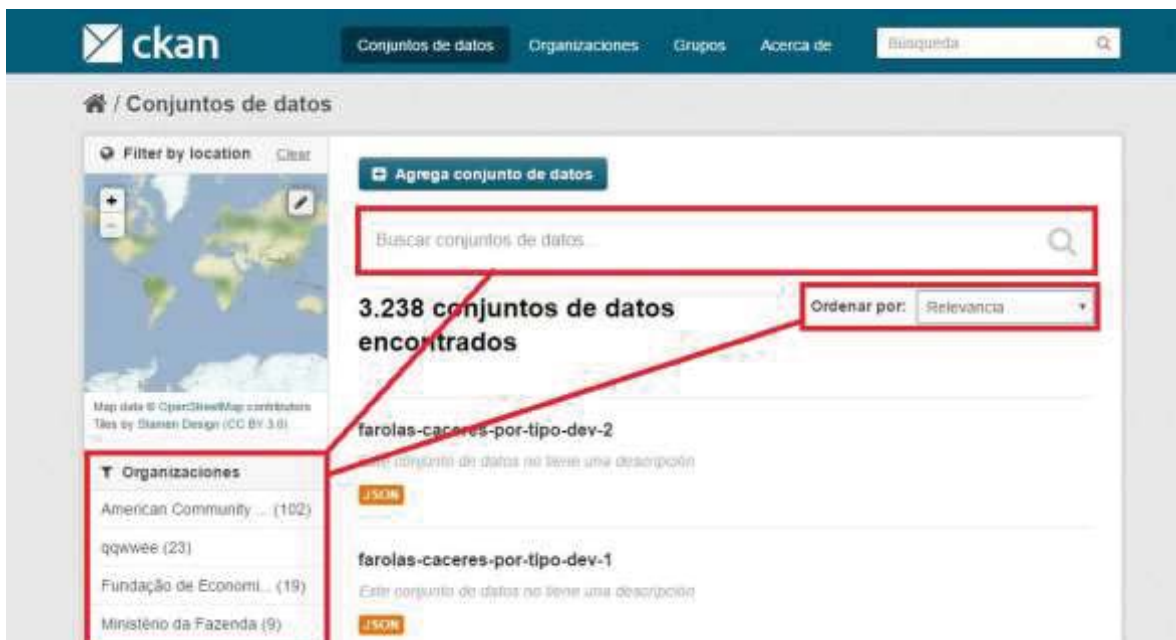 ckan
Conjuntos de datos
Organizaciones
Grupos
Acerca de
Búsqueda
/ Conjuntos de datos
Filter by location Clear
+
-
Map data © OpenStreetMap contributors
Tiles by Stamen Design (CC BY 3.0)
Organizaciones
American Community ... (102)
qqwwee (23)
Fundação de Economi... (19)
Ministério da Fazenda (9)
Agrega conjunto de datos
Buscar conjuntos de datos...
3.238 conjuntos de datos
encontrados
Ordenar por: Relevancia
farolas-caceres-por-tipo-dev-2
Este conjunto de datos no tiene una descripción
JSON
farolas-caceres-por-tipo-dev-1
Este conjunto de datos no tiene una descripción
JSON